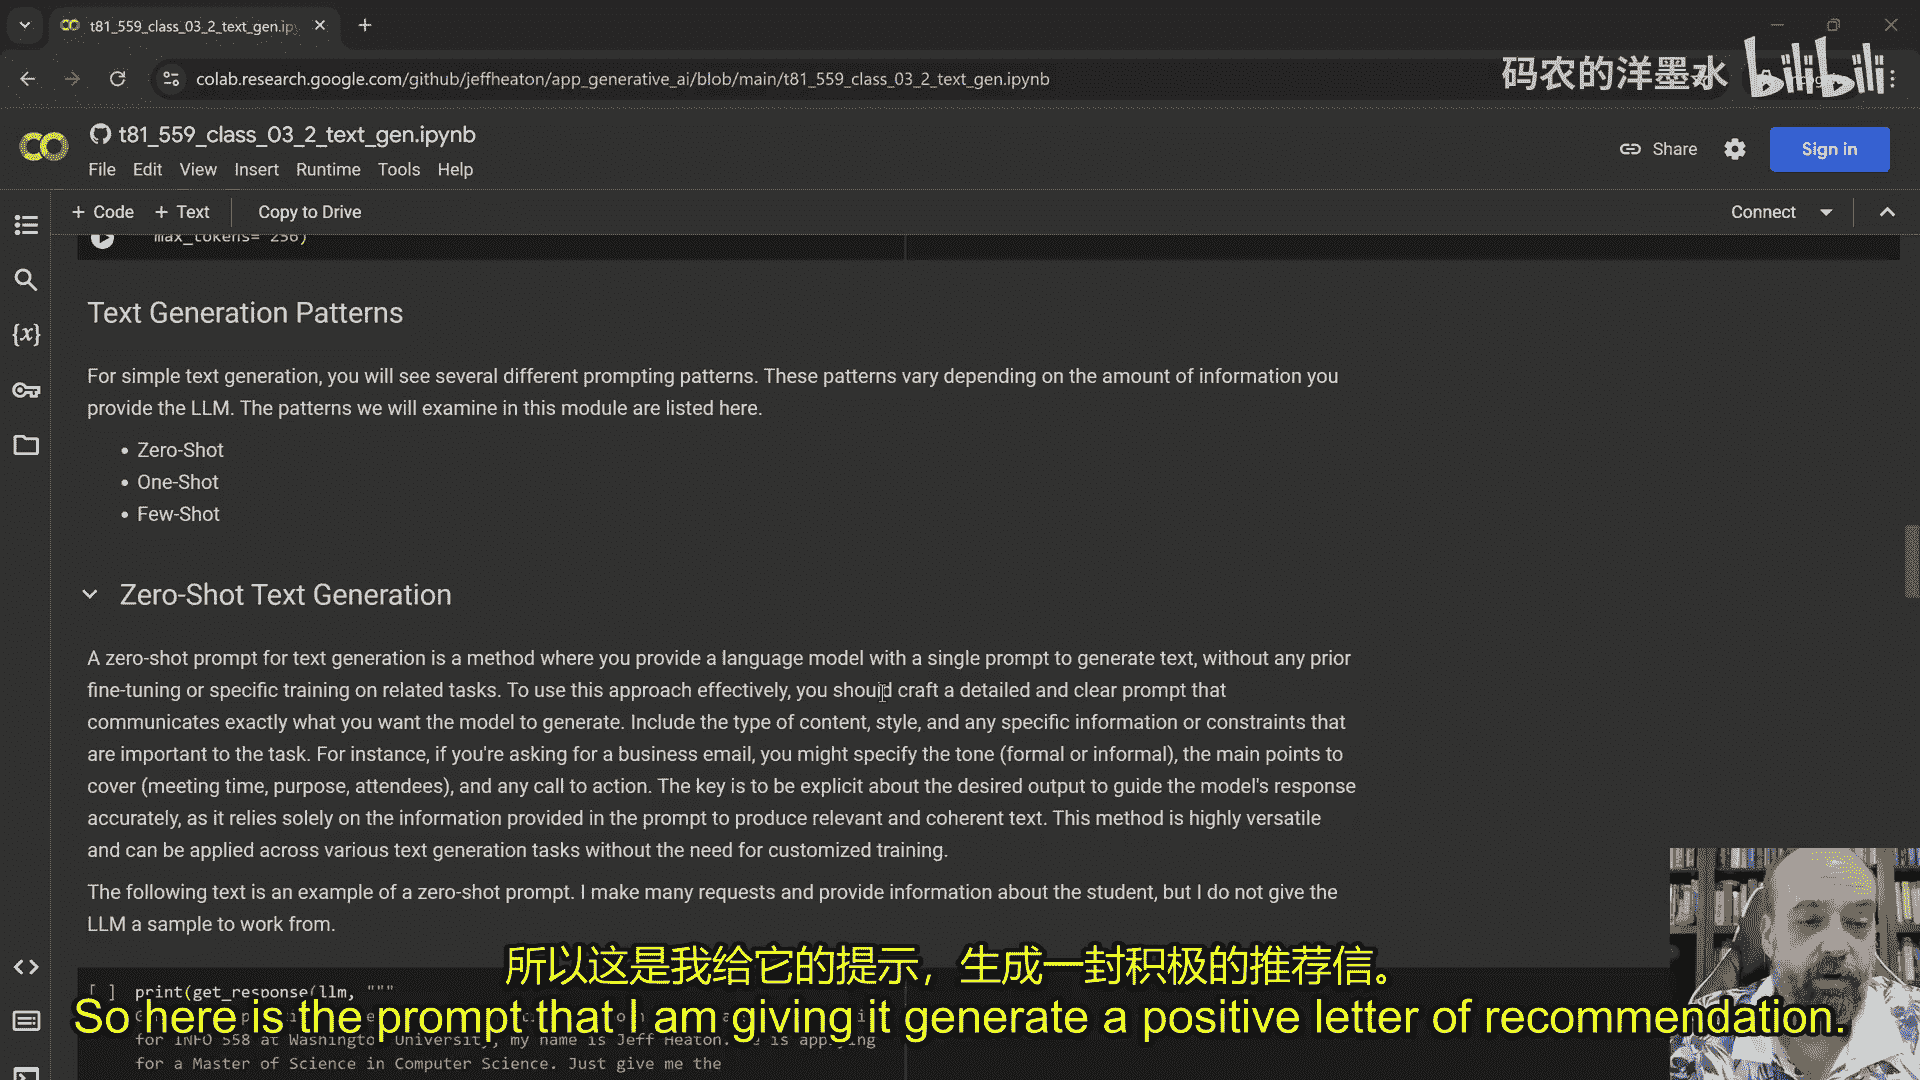 t81_559_class_03_2_text_gen.ip
colab.research.google.com/github/jeffheaton/app_generative_ai/blob/main/t81_559_class_03_2_text_gen.ipynb
码农的洋墨水 bilibili
t81_559_class_03_2_text_gen.ipynb
File Edit View Insert Runtime Tools Help
Share
Sign in
+ Code + Text Copy to Drive
Connect
max_tokens= 256)
Text Generation Patterns
For simple text generation, you will see several different prompting patterns. These patterns vary depending on the amount of information you
provide the LLM. The patterns we will examine in this module are listed here.
• Zero-Shot
• One-Shot
• Few-Shot
Zero-Shot Text Generation
A zero-shot prompt for text generation is a method where you provide a language model with a single prompt to generate text, without any prior
fine-tuning or specific training on related tasks. To use this approach effectively, you should craft a detailed and clear prompt that
communicates exactly what you want the model to generate. Include the type of content, style, and any specific information or constraints that
are important to the task. For instance, if you're asking for a business email, you might specify the tone (formal or informal), the main points to
cover (meeting time, purpose, attendees), and any call to action. The key is to be explicit about the desired output to guide the model's response
accurately, as it relies solely on the information provided in the prompt to produce relevant and coherent text. This method is highly versatile
and can be applied across various text generation tasks without the need for customized training.
The following text is an example of a zero-shot prompt. I make many requests and provide information about the student, but I do not give the
LLM a sample to work from.
所以这是我给它的提示，生成一封积极的推荐信。
[ ] print(get_response(llm, """
So here is the prompt that I am giving it generate a positive letter of recommendation.
for INFO 558 at Washington University, my name is Jeff Heaton. is applying
for a Master of Science in Computer Science. Just give me the